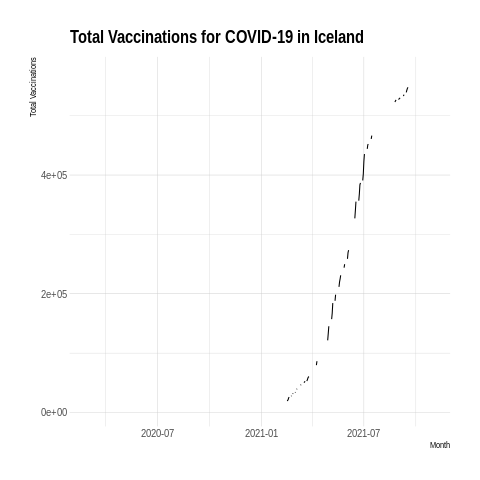 Total Vaccinations for COVID-19 in Iceland
Total Vaccinations
4e+05
2e+05
0e+00
2020-07
2021-01
2021-07
Month